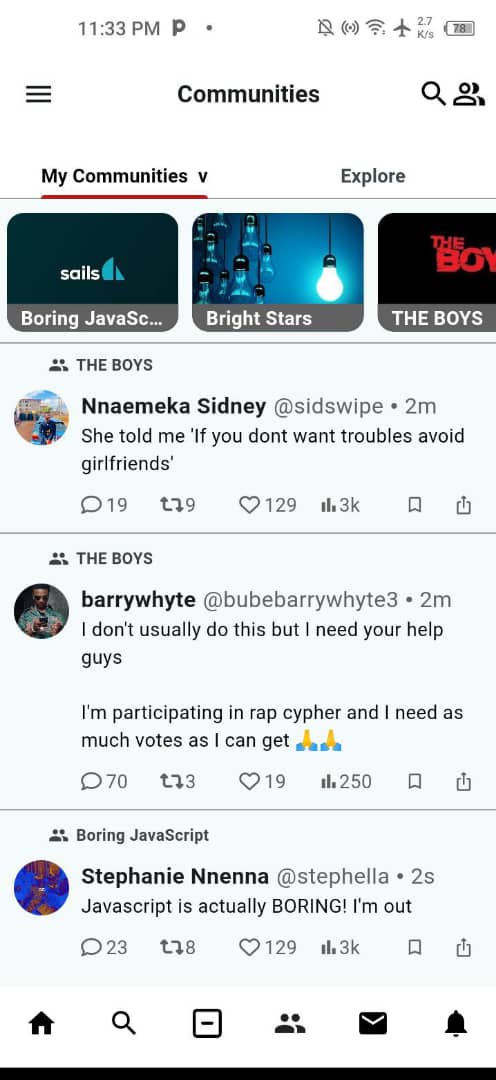 11:33 PM
2.7
K/s
78
Communities
My Communities v
Explore
sails
Boring JavaSc...
Bright Stars
THE
BOY
THE BOYS
THE BOYS
Nnaemeka Sidney @sidswipe • 2m
She told me 'If you dont want troubles avoid
girlfriends'
19 9 129 3k
THE BOYS
barrywhyte @bubebarrywhyte3 • 2m
I don't usually do this but I need your help
guys
I'm participating in rap cypher and I need as
much votes as I can get 🙏🙏
70 3 19 250
Boring JavaScript
Stephanie Nnenna @stephella • 2s
Javascript is actually BORING! I'm out
23 8 129 3k